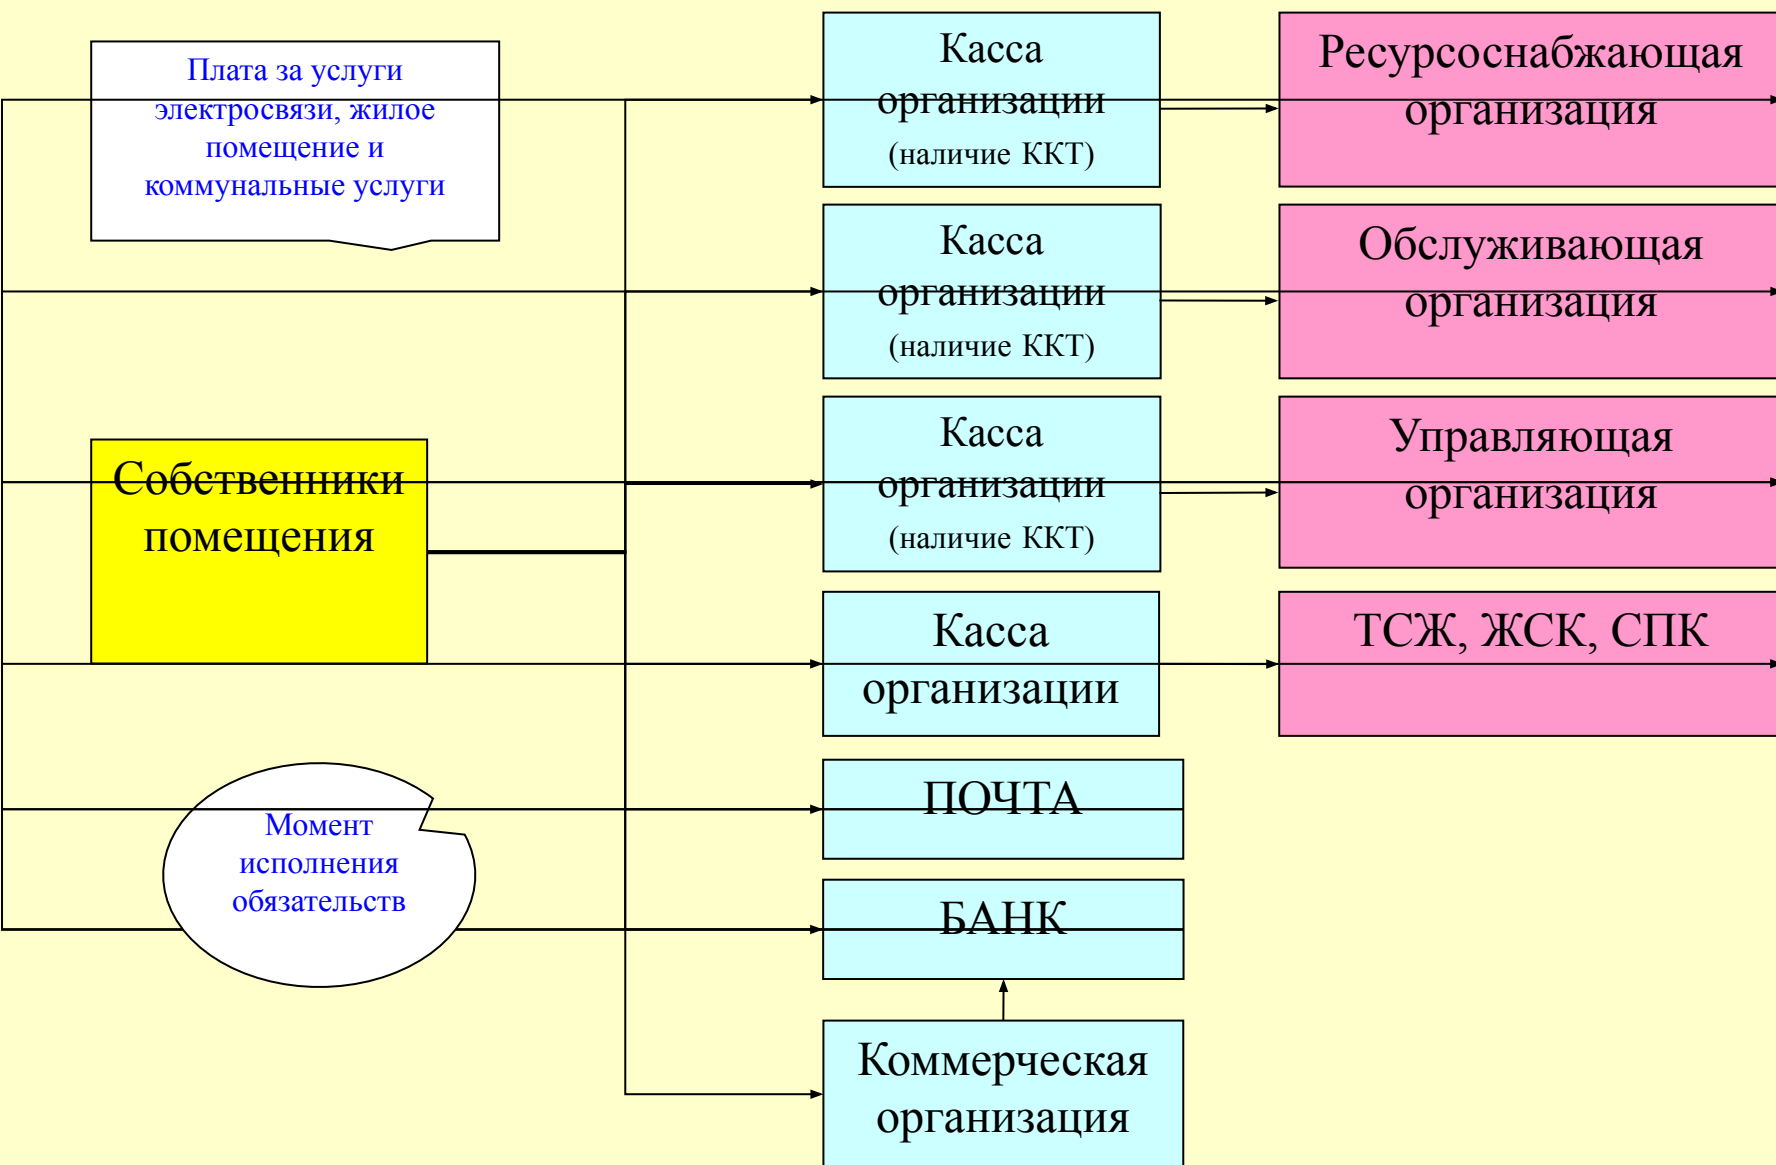 Плата за услуги
электросвязи, жилое
помещение и
коммунальные услуги
Касса
организации
(наличие ККТ)
Ресурсоснабжающая
организация
Касса
организации
(наличие ККТ)
Обслуживающая
организация
Собственники
помещения
Касса
организации
(наличие ККТ)
Управляющая
организация
Касса
организации
ТСЖ, ЖСК, СПК
Момент
исполнения
обязательств
ПОЧТА
БАНК
Коммерческая
организация